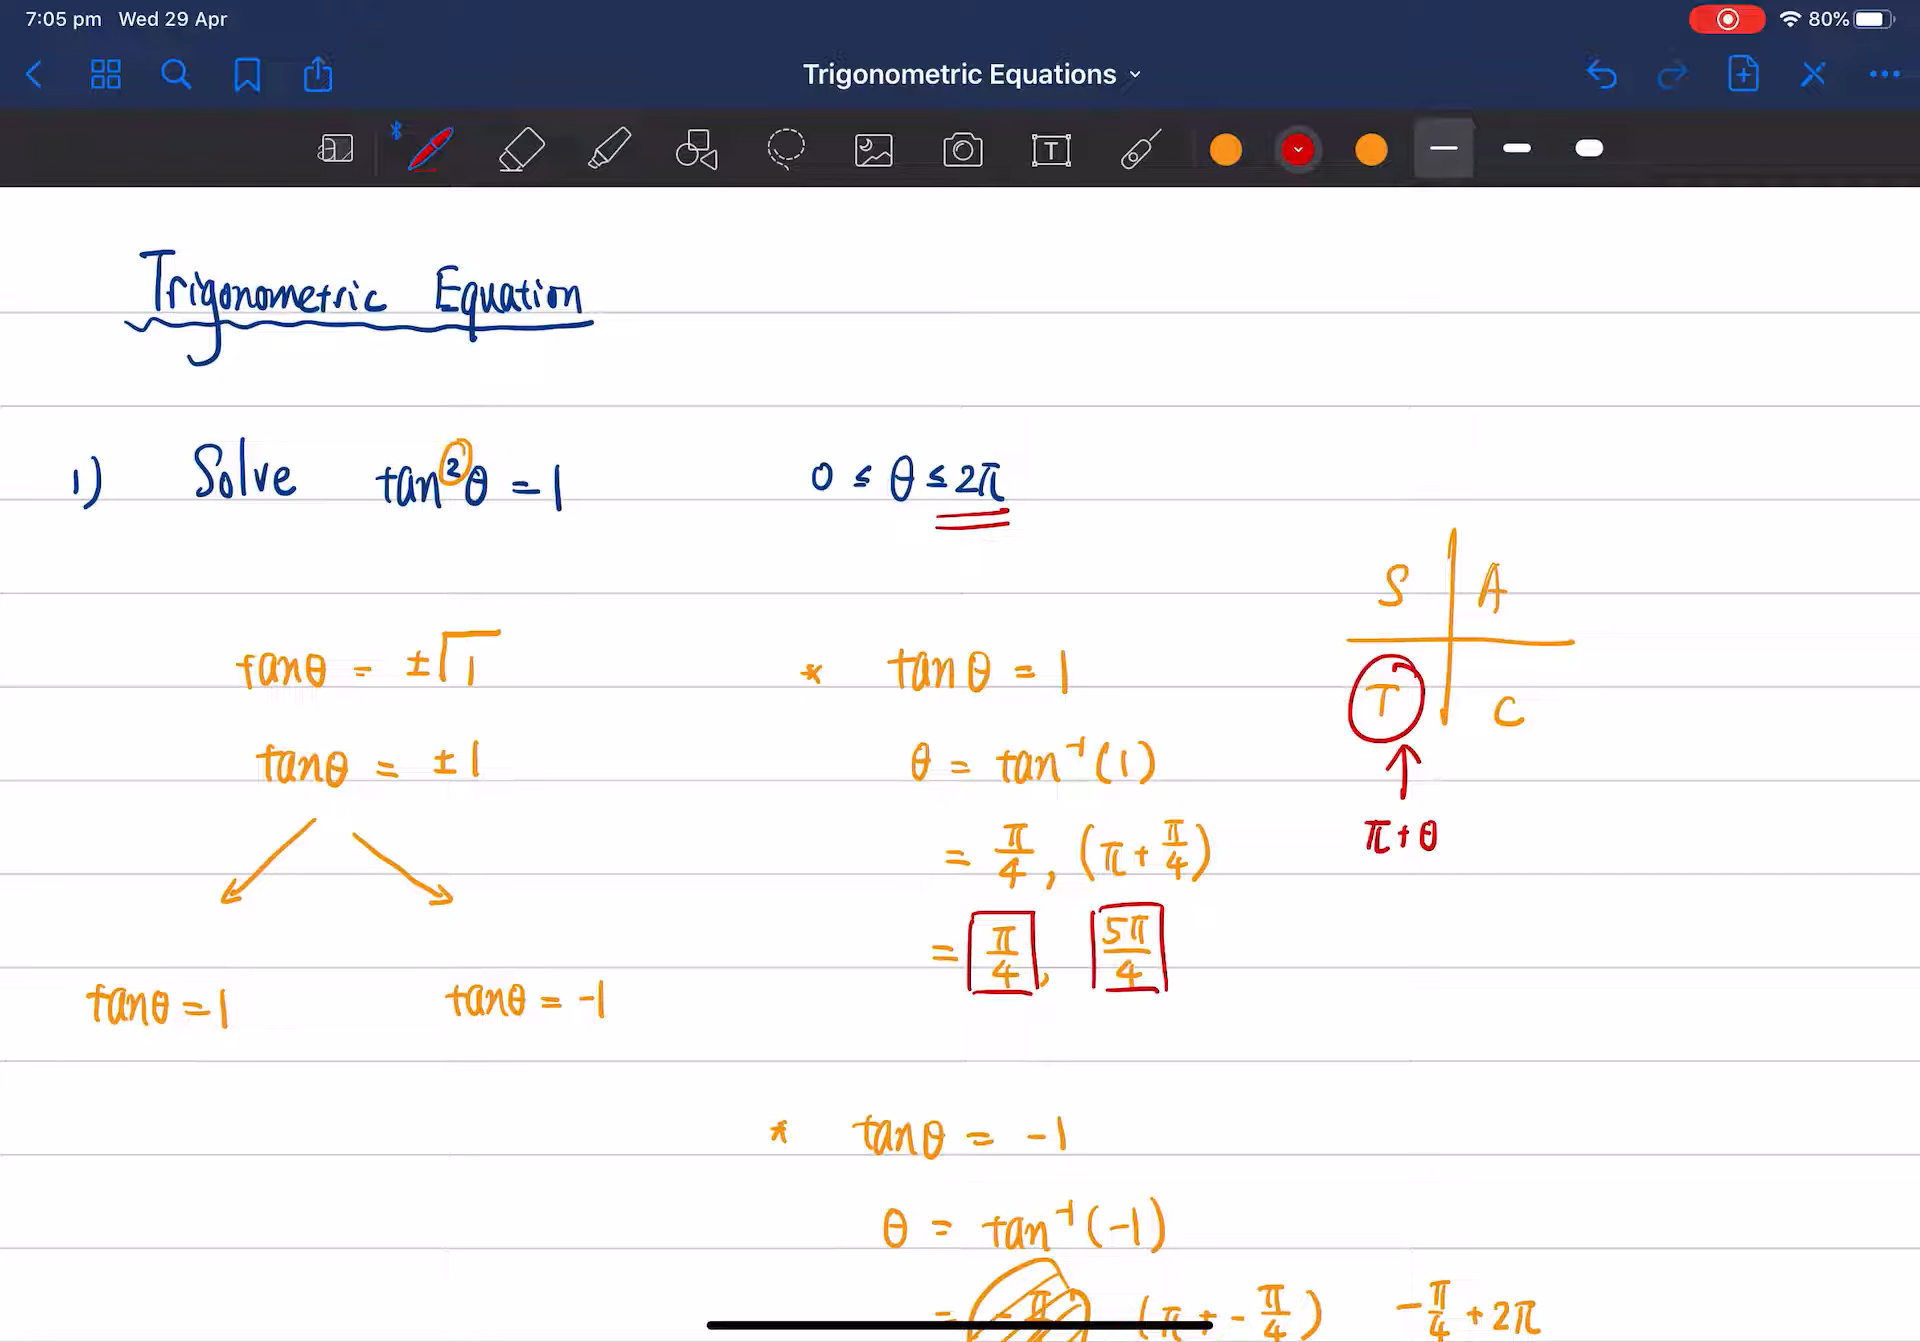 7:05 pm Wed 29 Apr
80%
Trigonometric Equations
Trigonometric Equation
1) Solve tan²θ = 1 0 ≤ θ ≤ 2π
S A
T C
π + θ
tanθ = ±√1
tanθ = ±1
tanθ = 1 tanθ = -1
* tanθ = 1
θ = tan⁻¹(1)
= π/4, (π + π/4)
= π/4, 5π/4
* tanθ = -1
θ = tan⁻¹(-1)
= (π + -π/4) -π/4 + 2π